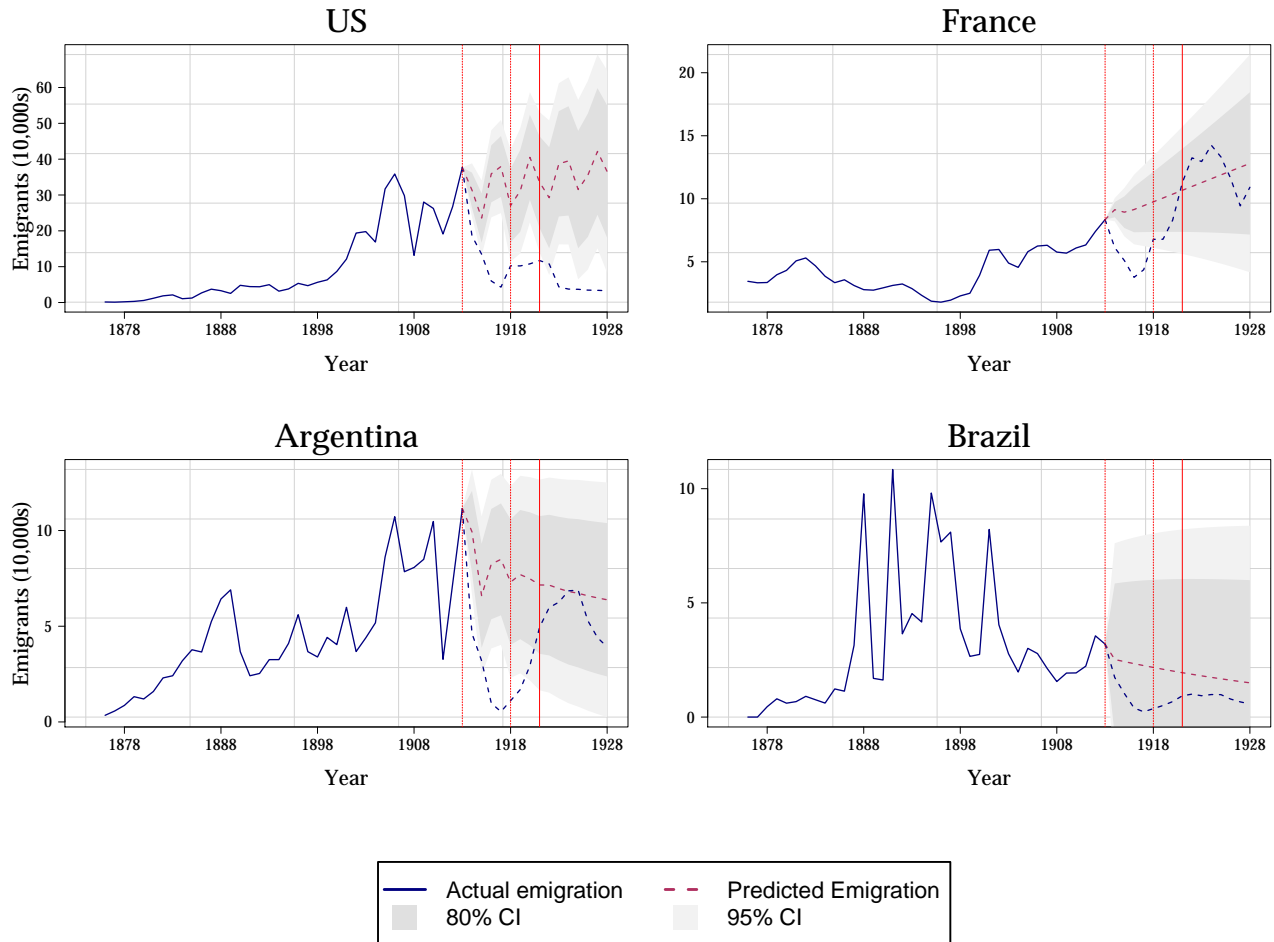 US
France
Emigrants (10,000s)
60
50
40
30
20
10
0
1878 1888 1898 1908 1918 1928
Year
20
15
10
5
1878 1888 1898 1908 1918 1928
Year
Argentina
Brazil
Emigrants (10,000s)
10
5
0
1878 1888 1898 1908 1918 1928
Year
10
5
0
1878 1888 1898 1908 1918 1928
Year
Actual emigration Predicted Emigration
80% CI 95% CI